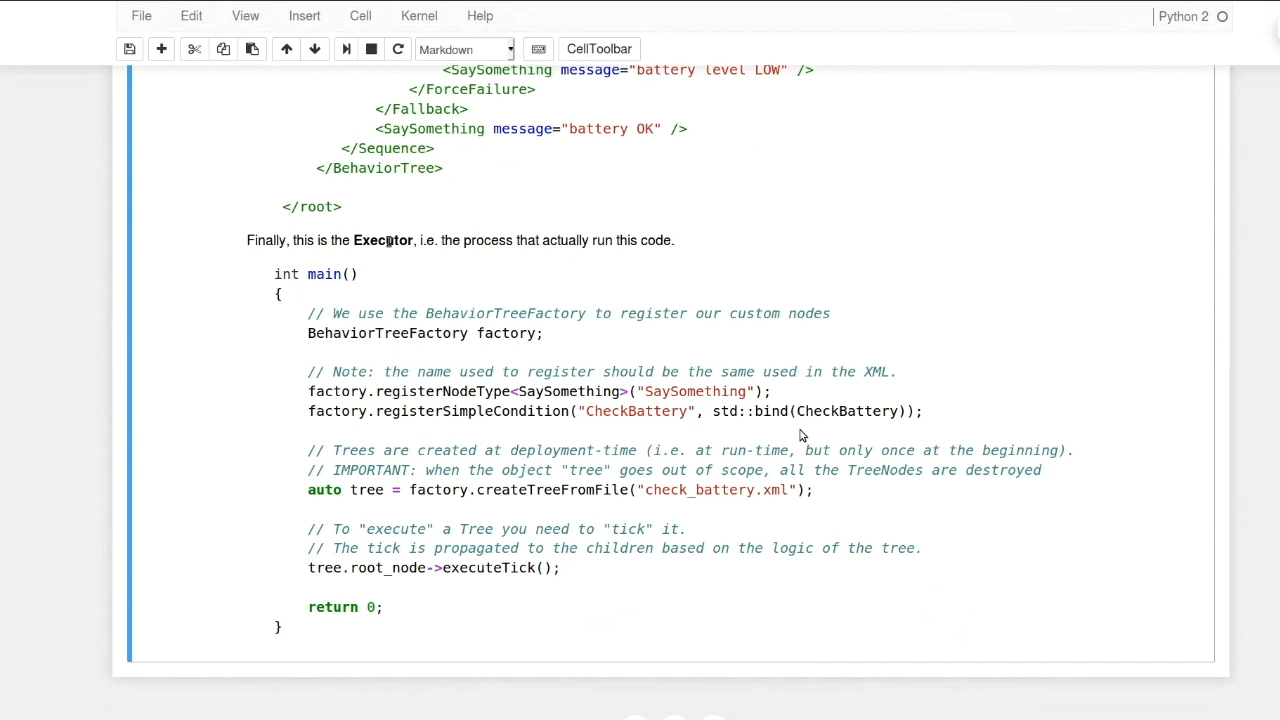 File Edit View Insert Cell Kernel Help Python 2
Markdown CellToolbar
<SaySomething message="battery level LOW" />
</ForceFailure>
</Fallback>
<SaySomething message="battery OK" />
</Sequence>
</BehaviorTree>
</root>
Finally, this is the Executor, i.e. the process that actually run this code.
int main()
{
// We use the BehaviorTreeFactory to register our custom nodes
BehaviorTreeFactory factory;
// Note: the name used to register should be the same used in the XML.
factory.registerNodeType<SaySomething>("SaySomething");
factory.registerSimpleCondition("CheckBattery", std::bind(CheckBattery));
// Trees are created at deployment-time (i.e. at run-time, but only once at the beginning).
// IMPORTANT: when the object "tree" goes out of scope, all the TreeNodes are destroyed
auto tree = factory.createTreeFromFile("check_battery.xml");
// To "execute" a Tree you need to "tick" it.
// The tick is propagated to the children based on the logic of the tree.
tree.root_node->executeTick();
return 0;
}